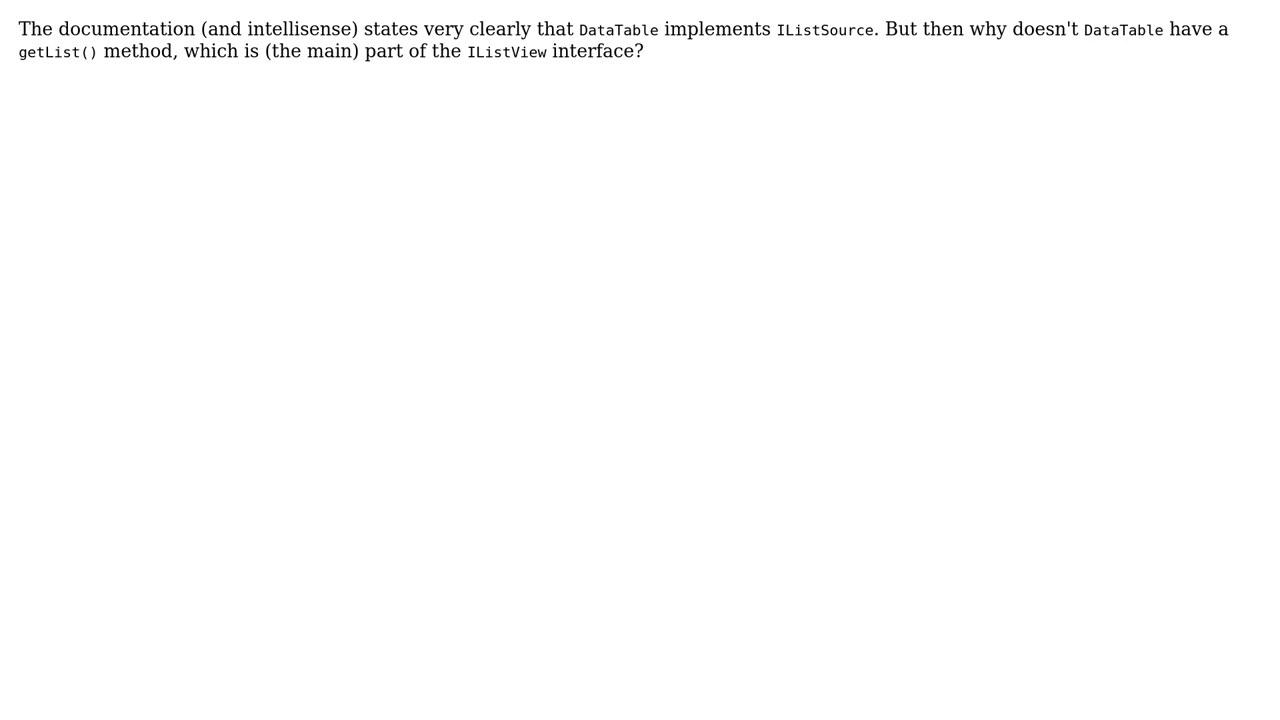 The documentation (and intellisense) states very clearly that DataTable implements IListSource. But then why doesn't DataTable have a
getList() method, which is (the main) part of the IListView interface?